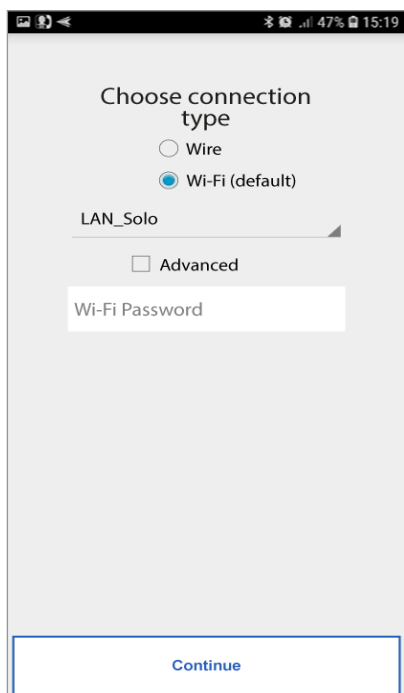 47% 15:19
Choose connection
type
Wire
Wi-Fi (default)
LAN_Solo
Advanced
Wi-Fi Password
Continue